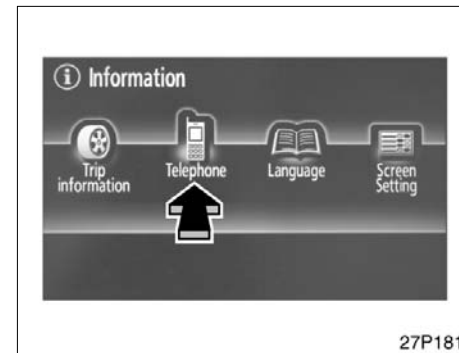 i Information
Trip
information
Telephone
Language
Screen
Setting
27P181